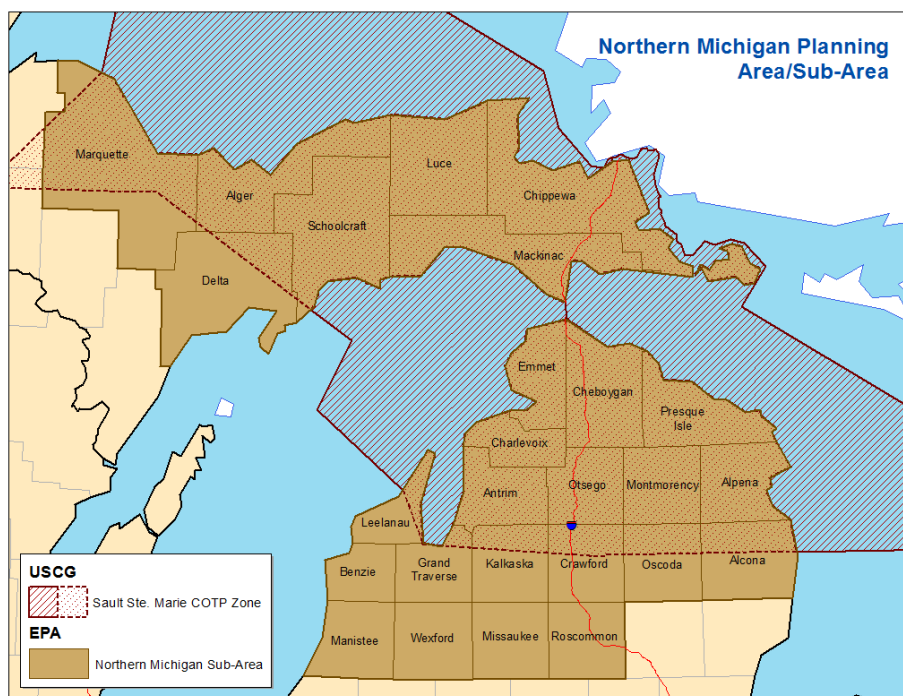 Northern Michigan Planning
Area/Sub-Area
Marquette
Alger
Luce
Chippewa
Schoolcraft
Mackinac
Delta
Emmet
Cheboygan
Presque
Isle
Charlevoix
Antrim
Otsego
Montmorency
Alpena
Leelanau
Benzie
Grand
Traverse
Kalkaska
Crawford
Oscoda
Alcona
Manistee
Wexford
Missaukee
Roscommon
USCG
Sault Ste. Marie COTP Zone
EPA
Northern Michigan Sub-Area